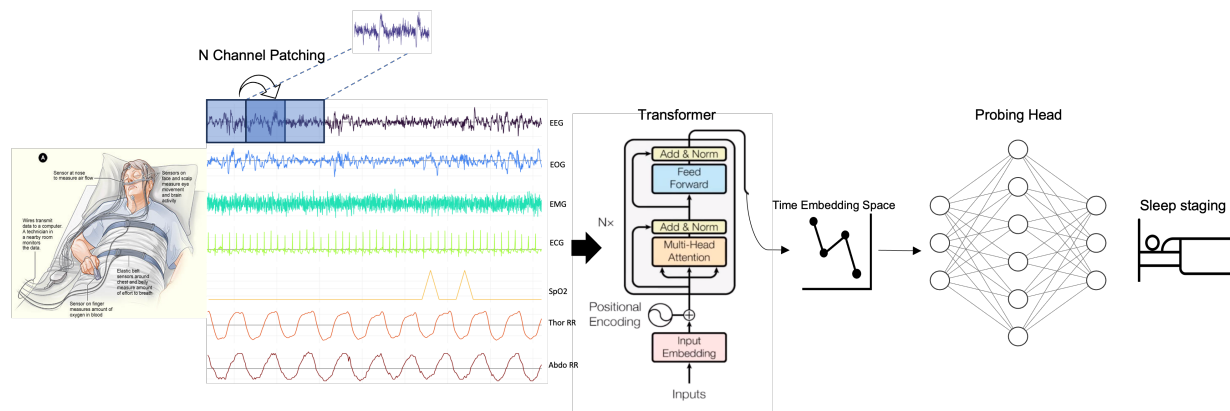 N Channel Patching
EEG
EOG
EMG
ECG
SpO2
Thor RR
Abdo RR
A
Sensor at nose
to measure air flow
Sensors on
face and scalp
measure eye
movement
and brain
activity
Wires transmit
data to a computer.
A technician in
a nearby room
monitors
the data.
Elastic belt
sensors around
chest and belly
measure amount
of effort to breathe
Sensor on finger
measures amount of
oxygen in blood
Transformer
Add & Norm
Feed
Forward
N×
Add & Norm
Multi-Head
Attention
Positional
Encoding
Input
Embedding
Inputs
Time Embedding Space
Probing Head
Sleep staging